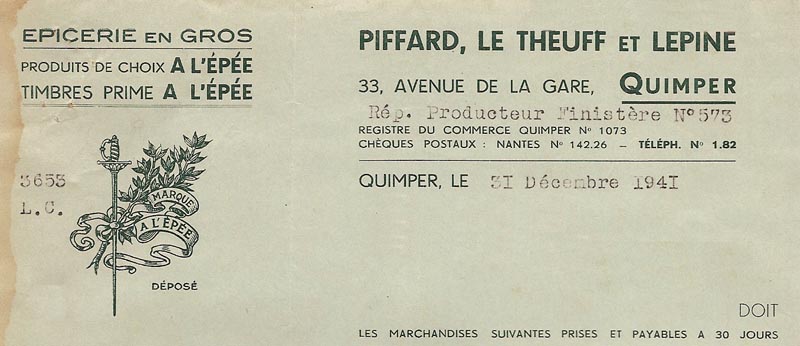 EPICERIE EN GROS
PRODUITS DE CHOIX A L'ÉPÉE
TIMBRES PRIME A L'ÉPÉE
3653
L.C.
MARQUE
A L'ÉPÉE
DÉPOSÉ
PIFFARD, LE THEUFF ET LEPINE
33, AVENUE DE LA GARE, QUIMPER
Rép. Producteur Finistère N° 573
REGISTRE DU COMMERCE QUIMPER N° 1073
CHÈQUES POSTAUX : NANTES N° 142.26 - TÉLÉPH. N° 1.82
QUIMPER, LE 3I Décembre 194I
DOIT
LES MARCHANDISES SUIVANTES PRISES ET PAYABLES A 30 JOURS